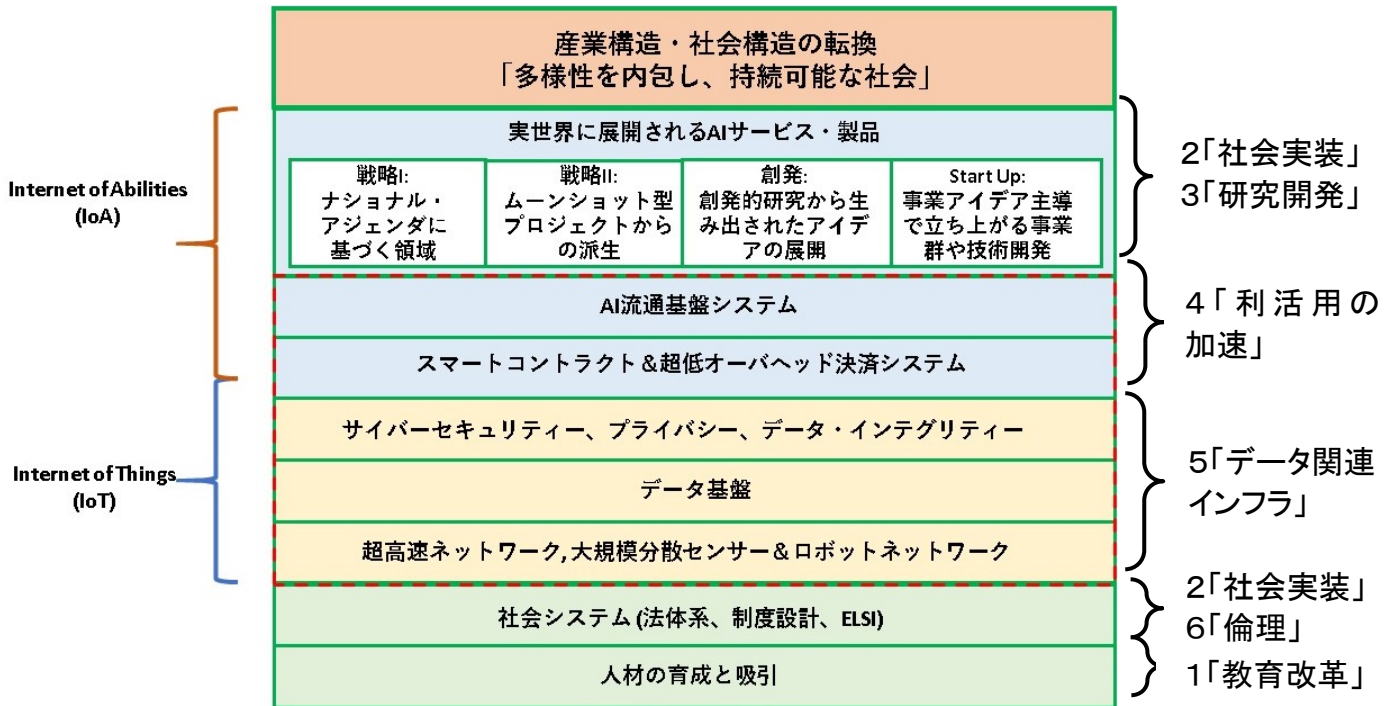 産業構造・社会構造の転換
「多様性を内包し、持続可能な社会」
実世界に展開されるAIサービス・製品
戦略I:
ナショナル・
アジェンダに
基づく領域
戦略II:
ムーンショット型
プロジェクトから
の派生
創発:
創発的研究から生
み出されたアイデ
アの展開
Start Up:
事業アイデア主導
で立ち上がる事業
群や技術開発
AI流通基盤システム
スマートコントラクト&超低オーバヘッド決済システム
サイバーセキュリティー、プライバシー、データ・インテグリティー
データ基盤
超高速ネットワーク,大規模分散センサー&ロボットネットワーク
社会システム(法体系、制度設計、ELSI)
人材の育成と吸引
Internet of Abilities
(IoA)
Internet of Things
(IoT)
2「社会実装」
3「研究開発」
4「利活用の
加速」
5「データ関連
インフラ」
2「社会実装」
6「倫理」
1「教育改革」